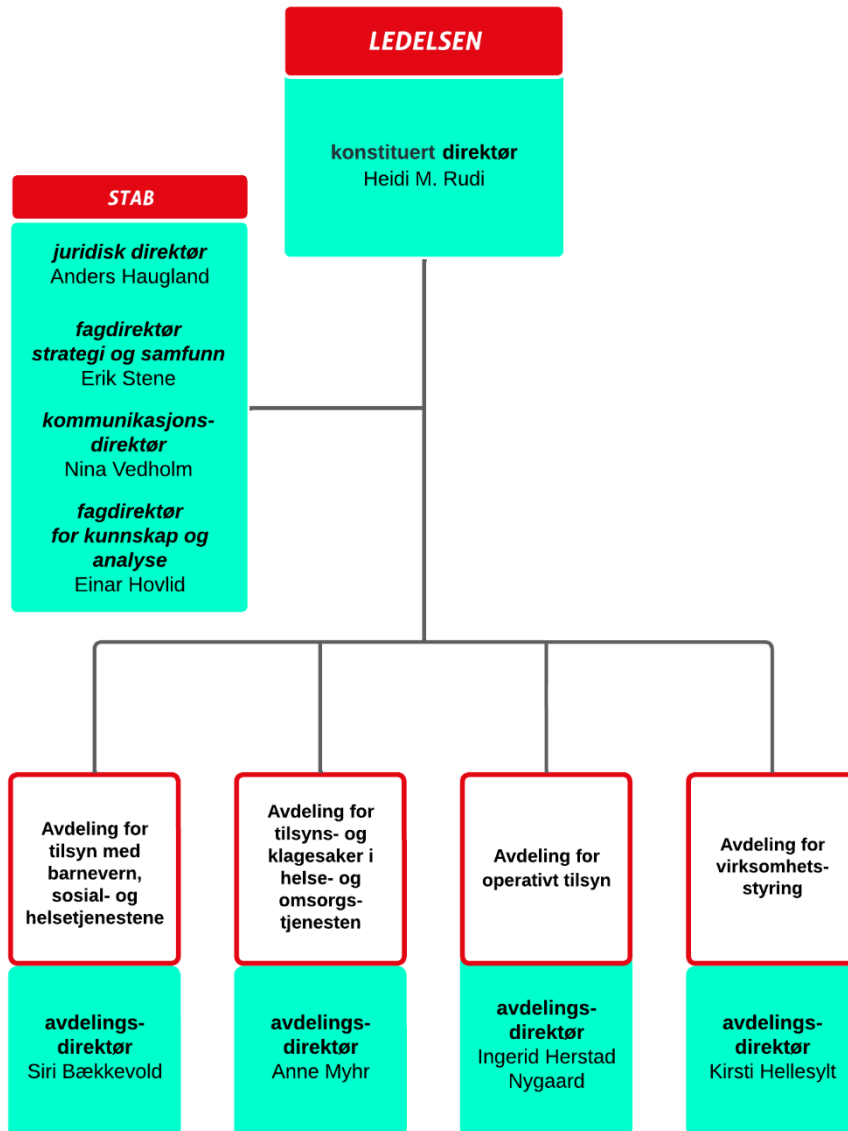 LEDELSEN
konstituert direktør
Heidi M. Rudi
STAB
juridisk direktør
Anders Haugland
fagdirektør
strategi og samfunn
Erik Stene
kommunikasjons-
direktør
Nina Vedholm
fagdirektør
for kunnskap og
analyse
Einar Hovlid
Avdeling for
tilsyn med
barnevern,
sosial- og
helsetjenestene
avdelings-
direktør
Siri Bækkevold
Avdeling for
tilsyns- og
klagesaker i
helse- og
omsorgs-
tjenesten
avdelings-
direktør
Anne Myhr
Avdeling for
operativt tilsyn
avdelings-
direktør
Ingerid Herstad
Nygaard
Avdeling for
virksomhets-
styring
avdelings-
direktør
Kirsti Hellesylt